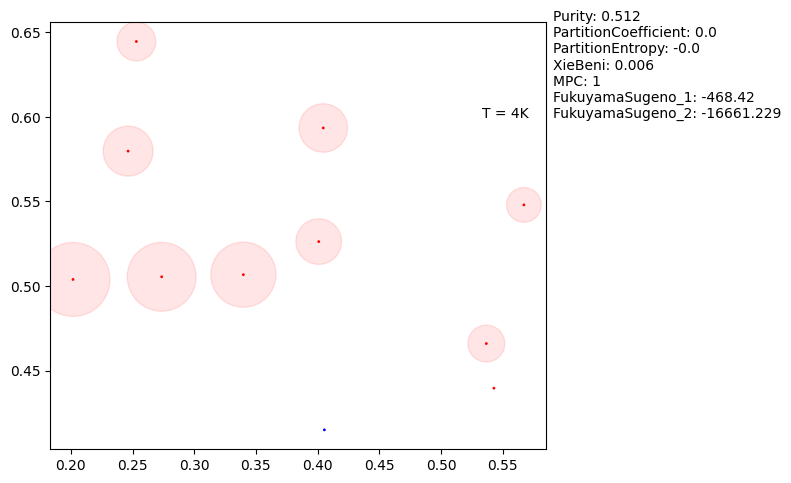 Purity: 0.512
PartitionCoefficient: 0.0
PartitionEntropy: -0.0
XieBeni: 0.006
MPC: 1
FukuyamaSugeno_1: -468.42
FukuyamaSugeno_2: -16661.229
T = 4K
0.65
0.60
0.55
0.50
0.45
0.20 0.25 0.30 0.35 0.40 0.45 0.50 0.55